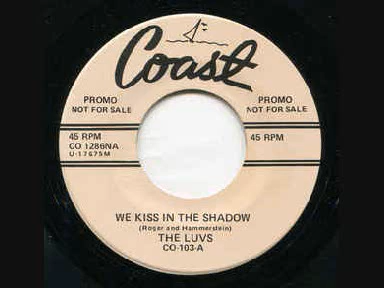 Coast
PROMO
NOT FOR SALE
PROMO
NOT FOR SALE
45 RPM
CO 1286NA
U-17675M
45 RPM
WE KISS IN THE SHADOW
(Roger and Hammerstein)
THE LUVS
CO-103-A